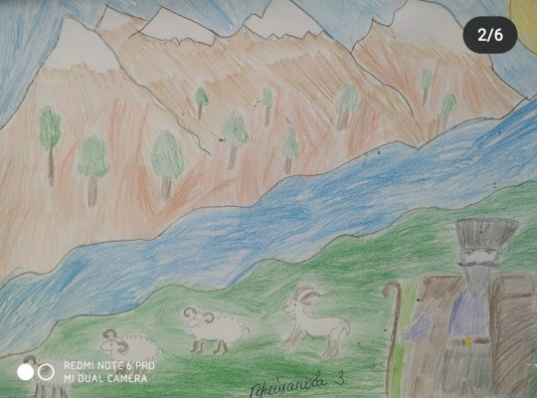 2/6
REDMI NOTE 6 PRO
MI DUAL CAMERA
З.